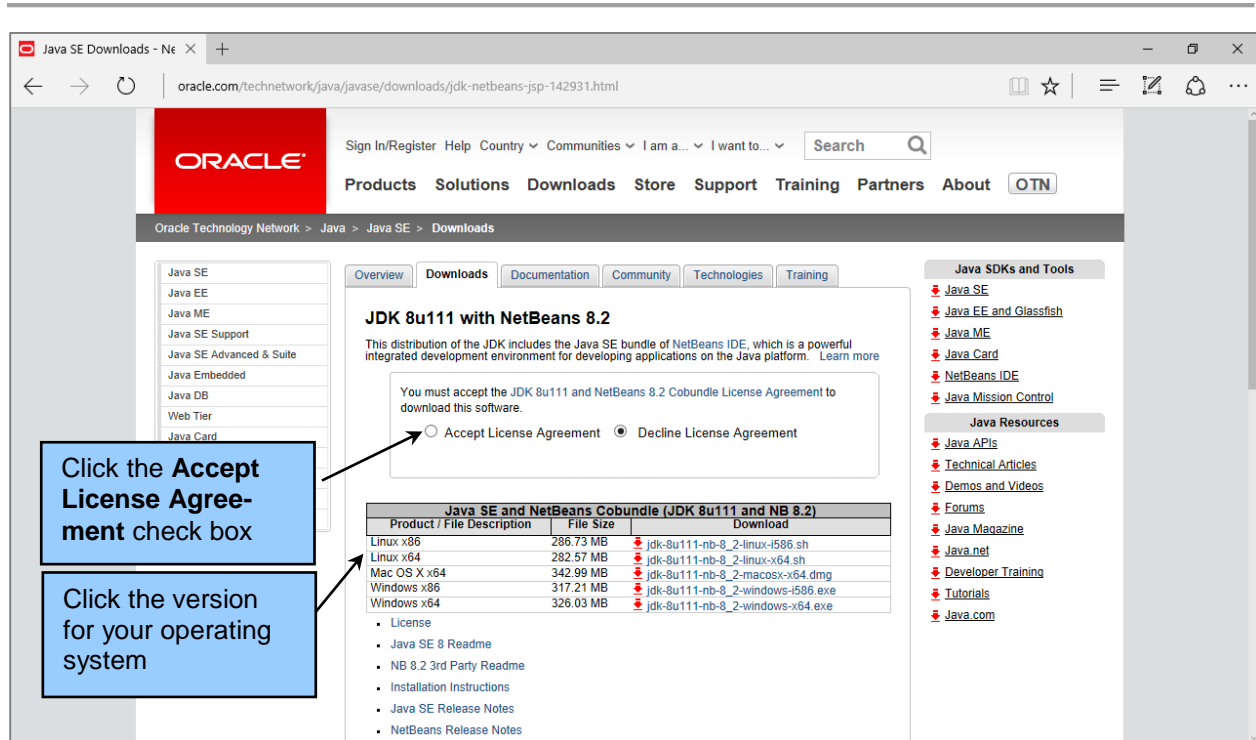 Java SE Downloads - Ne
oracle.com/technetwork/java/javase/downloads/jdk-netbeans-jsp-142931.html
ORACLE
Sign In/Register Help Country Communities I am a... I want to... Search
Products Solutions Downloads Store Support Training Partners About OTN
Oracle Technology Network > Java > Java SE > Downloads
Java SE
Java EE
Java ME
Java SE Support
Java SE Advanced & Suite
Java Embedded
Java DB
Web Tier
Java Card
Overview Downloads Documentation Community Technologies Training
JDK 8u111 with NetBeans 8.2
This distribution of the JDK includes the Java SE bundle of NetBeans IDE, which is a powerful
integrated development environment for developing applications on the Java platform. Learn more
You must accept the JDK 8u111 and NetBeans 8.2 Cobundle License Agreement to
download this software.
Accept License Agreement Decline License Agreement
Click the Accept
License Agree-
ment check box
Java SE and NetBeans Cobundle (JDK 8u111 and NB 8.2)
Product / File Description File Size Download
Linux x86 286.73 MB jdk-8u111-nb-8_2-linux-i586.sh
Linux x64 282.57 MB jdk-8u111-nb-8_2-linux-x64.sh
Mac OS X x64 342.99 MB jdk-8u111-nb-8_2-macosx-x64.dmg
Windows x86 317.21 MB jdk-8u111-nb-8_2-windows-i586.exe
Windows x64 326.03 MB jdk-8u111-nb-8_2-windows-x64.exe
Click the version
for your operating
system
License
Java SE 8 Readme
NB 8.2 3rd Party Readme
Installation Instructions
Java SE Release Notes
NetBeans Release Notes
Java SDKs and Tools
Java SE
Java EE and Glassfish
Java ME
Java Card
NetBeans IDE
Java Mission Control
Java Resources
Java APIs
Technical Articles
Demos and Videos
Forums
Java Magazine
Java.net
Developer Training
Tutorials
Java.com